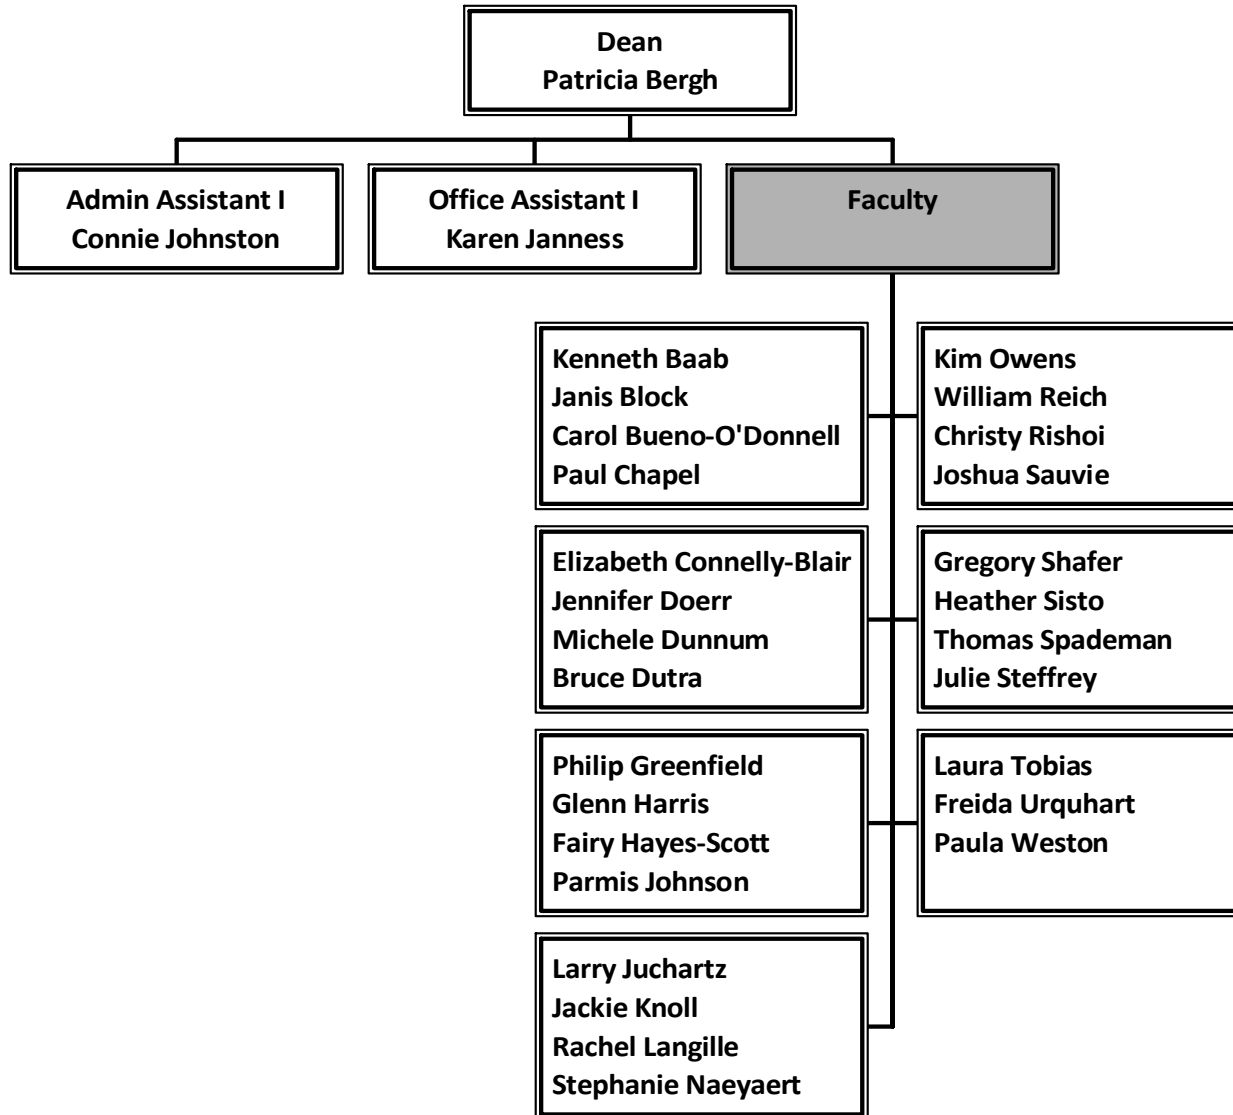 Dean
Patricia Bergh
Admin Assistant I
Connie Johnston
Office Assistant I
Karen Janness
Faculty
Kenneth Baab
Janis Block
Carol Bueno-O'Donnell
Paul Chapel
Kim Owens
William Reich
Christy Rishoi
Joshua Sauvie
Elizabeth Connelly-Blair
Jennifer Doerr
Michele Dunnum
Bruce Dutra
Gregory Shafer
Heather Sisto
Thomas Spademan
Julie Steffrey
Philip Greenfield
Glenn Harris
Fairy Hayes-Scott
Parmis Johnson
Laura Tobias
Freida Urquhart
Paula Weston
Larry Juchartz
Jackie Knoll
Rachel Langille
Stephanie Naeyaert